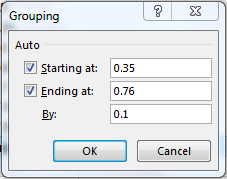 Grouping
Auto
Starting at: 0.35
Ending at: 0.76
By: 0.1
OK Cancel